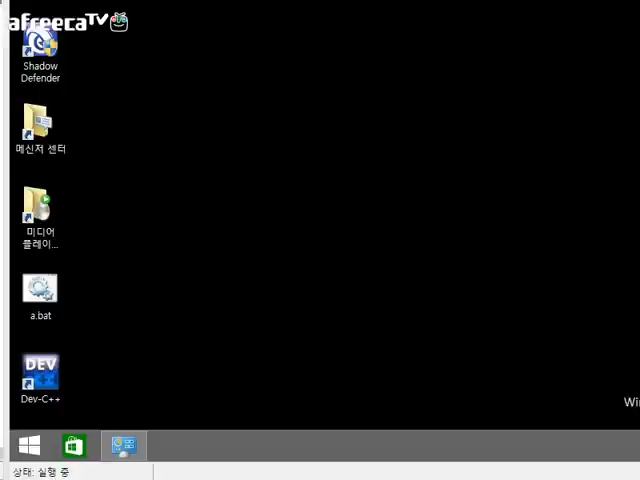 afreecaTV
Shadow
Defender
메신저 센터
미디어
플레이...
a.bat
DEV
Dev-C++
Wi
상태: 실행 중